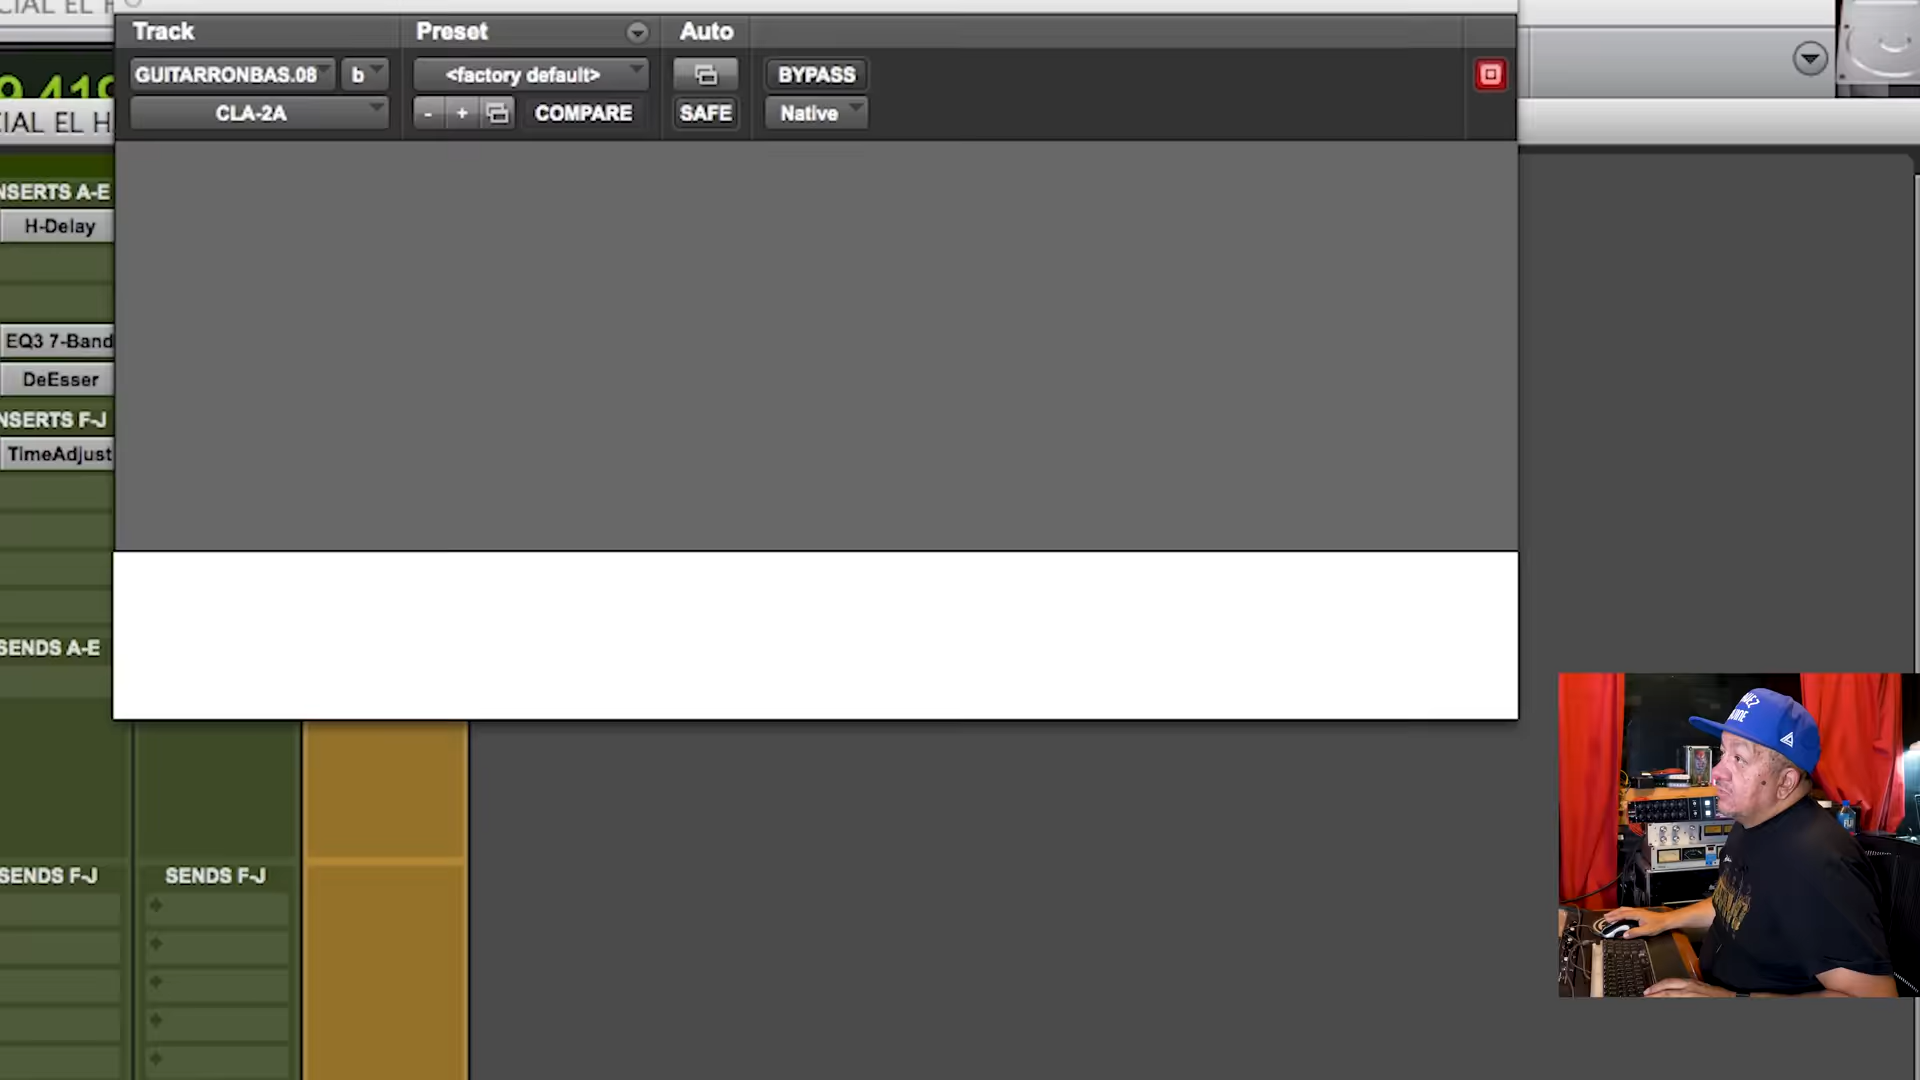 Track
Preset
Auto
GUITARRONBAS.08
b
<factory default>
BYPASS
CLA-2A
-
+
COMPARE
SAFE
Native
NSERTS A-E
H-Delay
EQ3 7-Band
DeEsser
NSERTS F-J
TimeAdjust
SENDS A-E
SENDS F-J
SENDS F-J